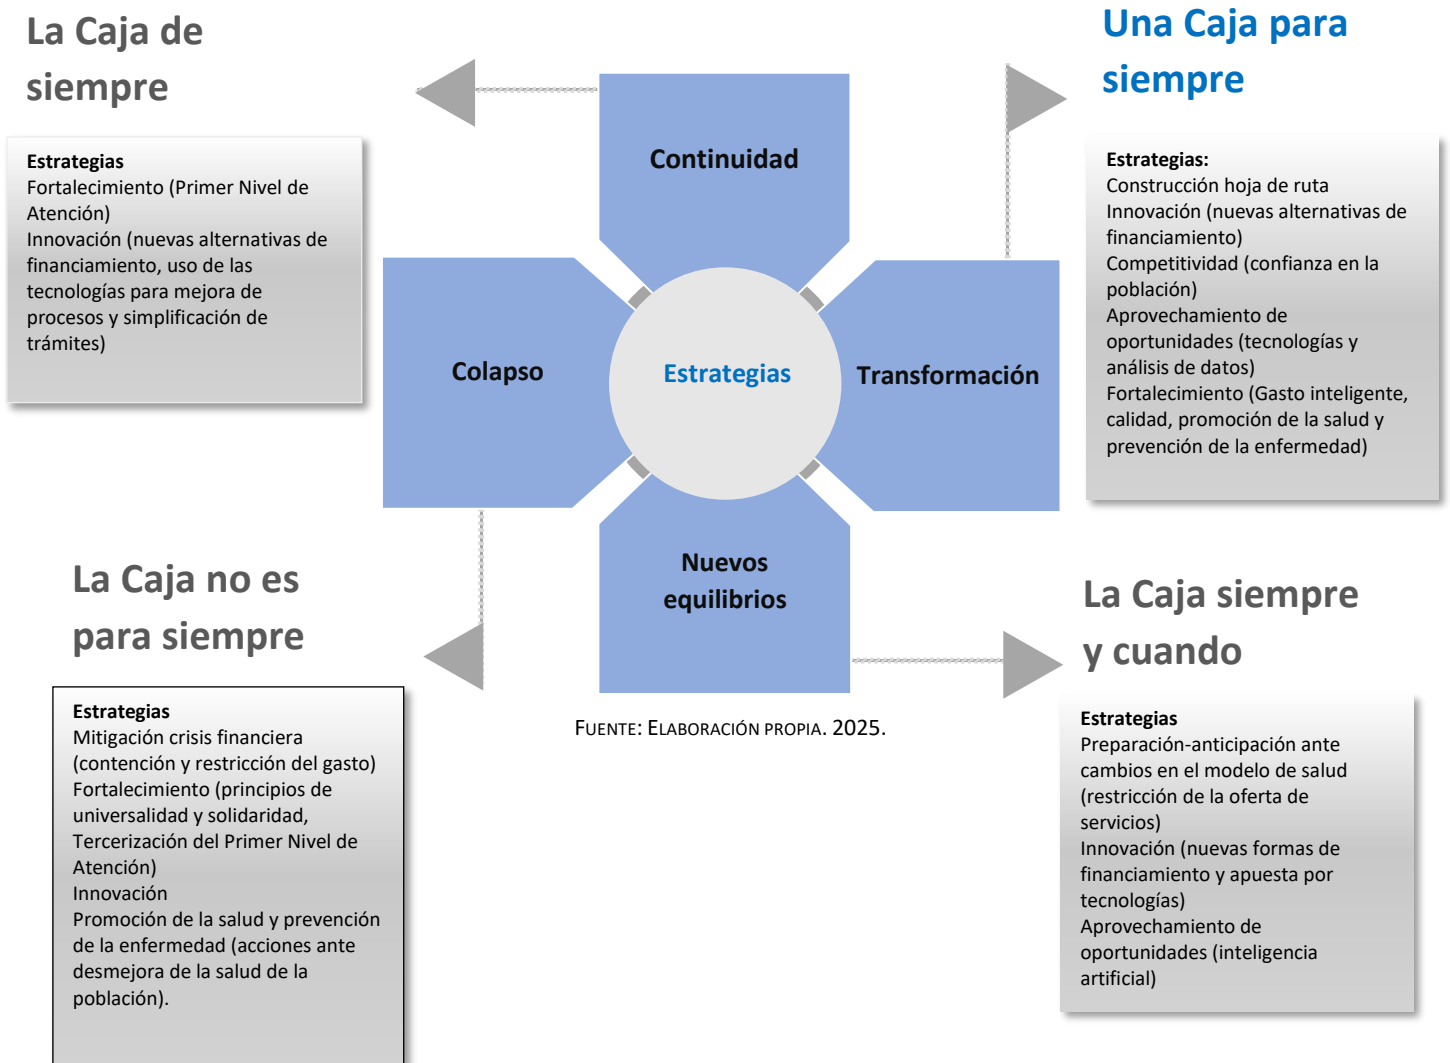 La Caja de
siempre
Estrategias
Fortalecimiento (Primer Nivel de
Atención)
Innovación (nuevas alternativas de
financiamiento, uso de las
tecnologías para mejora de
procesos y simplificación de
trámites)
Continuidad
Una Caja para
siempre
Estrategias:
Construcción hoja de ruta
Innovación (nuevas alternativas de
financiamiento)
Competitividad (confianza en la
población)
Aprovechamiento de
oportunidades (tecnologías y
análisis de datos)
Fortalecimiento (Gasto inteligente,
calidad, promoción de la salud y
prevención de la enfermedad)
Colapso
Estrategias
Transformación
Nuevos
equilibrios
La Caja no es
para siempre
Estrategias
Mitigación crisis financiera
(contención y restricción del gasto)
Fortalecimiento (principios de
universalidad y solidaridad,
Tercerización del Primer Nivel de
Atención)
Innovación
Promoción de la salud y prevención
de la enfermedad (acciones ante
desmejora de la salud de la
población).
FUENTE: ELABORACIÓN PROPIA. 2025.
La Caja siempre
y cuando
Estrategias
Preparación-anticipación ante
cambios en el modelo de salud
(restricción de la oferta de
servicios)
Innovación (nuevas formas de
financiamiento y apuesta por
tecnologías)
Aprovechamiento de
oportunidades (inteligencia
artificial)